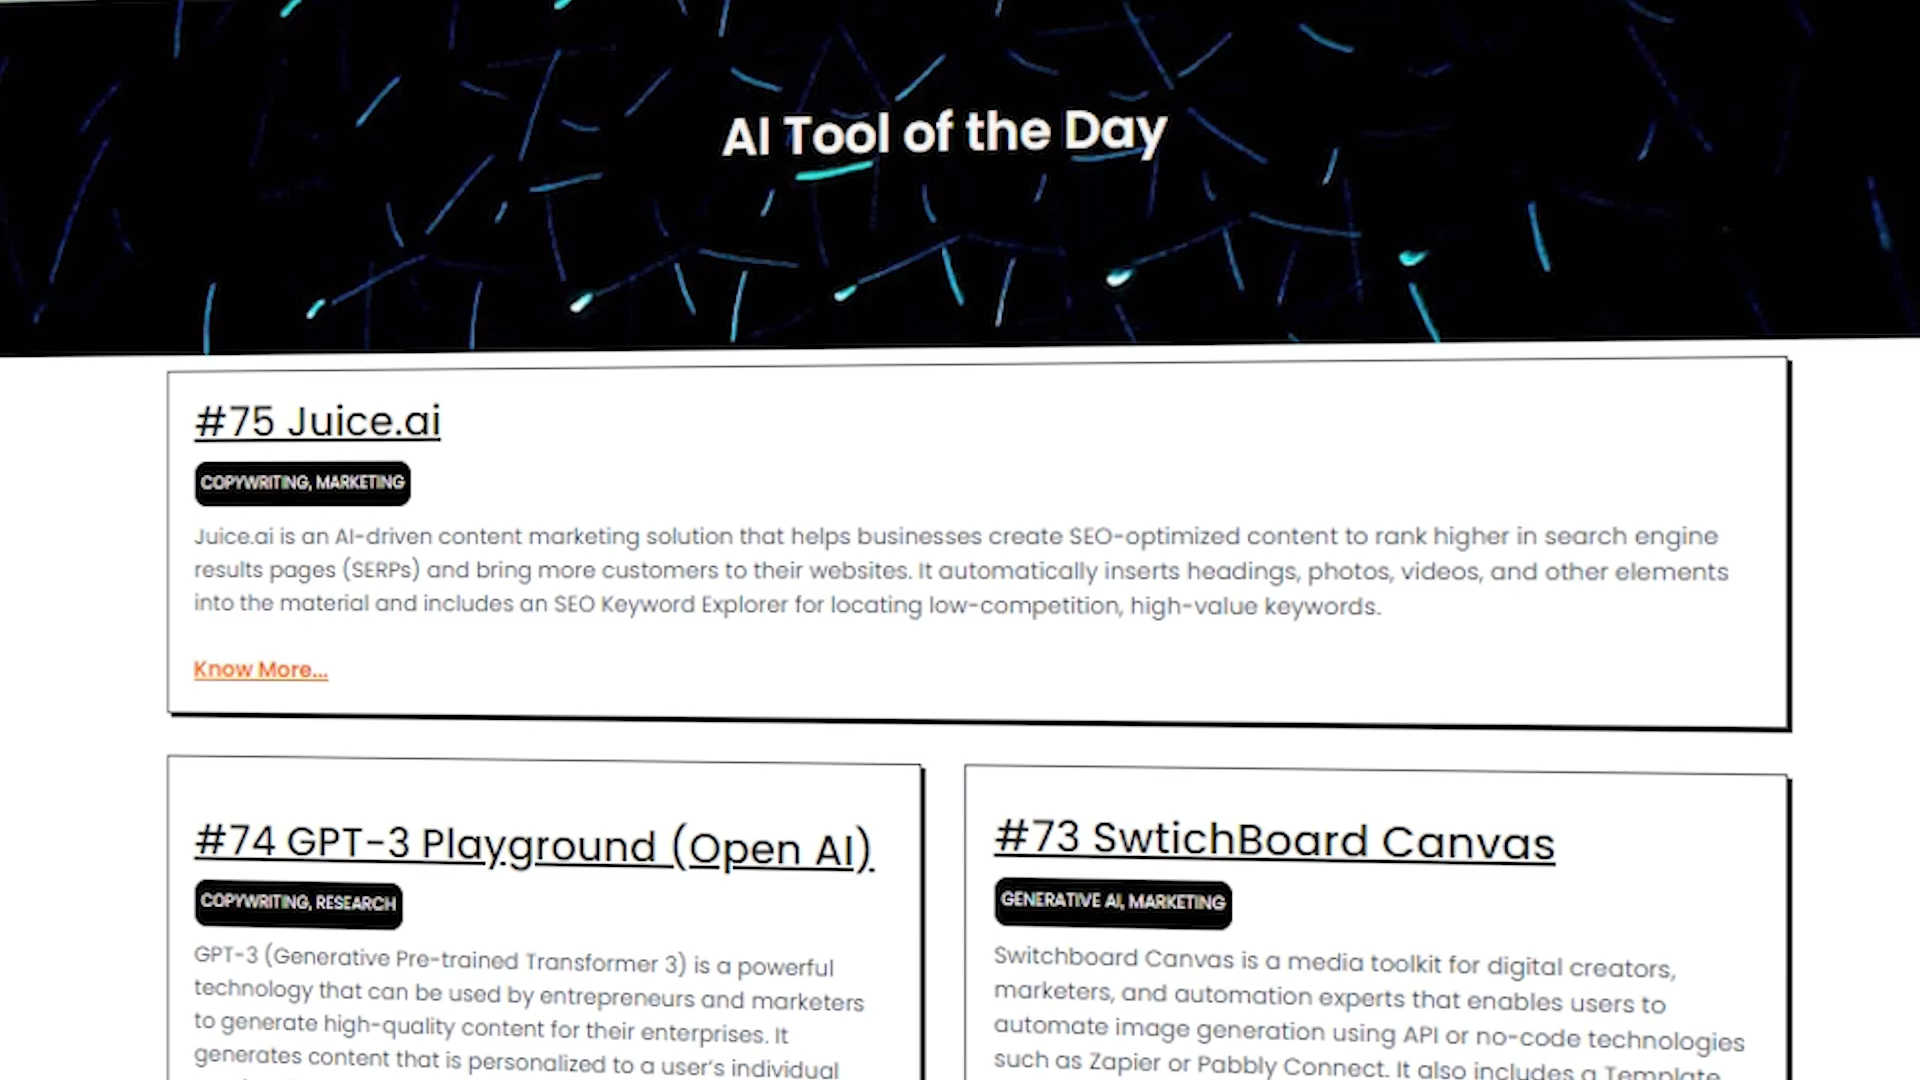 AI Tool of the Day
#75 Juice.ai
COPYWRITING, MARKETING
Juice.ai is an AI-driven content marketing solution that helps businesses create SEO-optimized content to rank higher in search engine
results pages (SERPs) and bring more customers to their websites. It automatically inserts headings, photos, videos, and other elements
into the material and includes an SEO Keyword Explorer for locating low-competition, high-value keywords.
Know More...
#74 GPT-3 Playground (Open AI)
COPYWRITING, RESEARCH
GPT-3 (Generative Pre-trained Transformer 3) is a powerful
technology that can be used by entrepreneurs and marketers
to generate high-quality content for their enterprises. It
generates content that is personalized to a user's individual
#73 SwtichBoard Canvas
GENERATIVE AI, MARKETING
Switchboard Canvas is a media toolkit for digital creators,
marketers, and automation experts that enables users to
automate image generation using API or no-code technologies
such as Zapier or Pabbly Connect. It also includes a Template